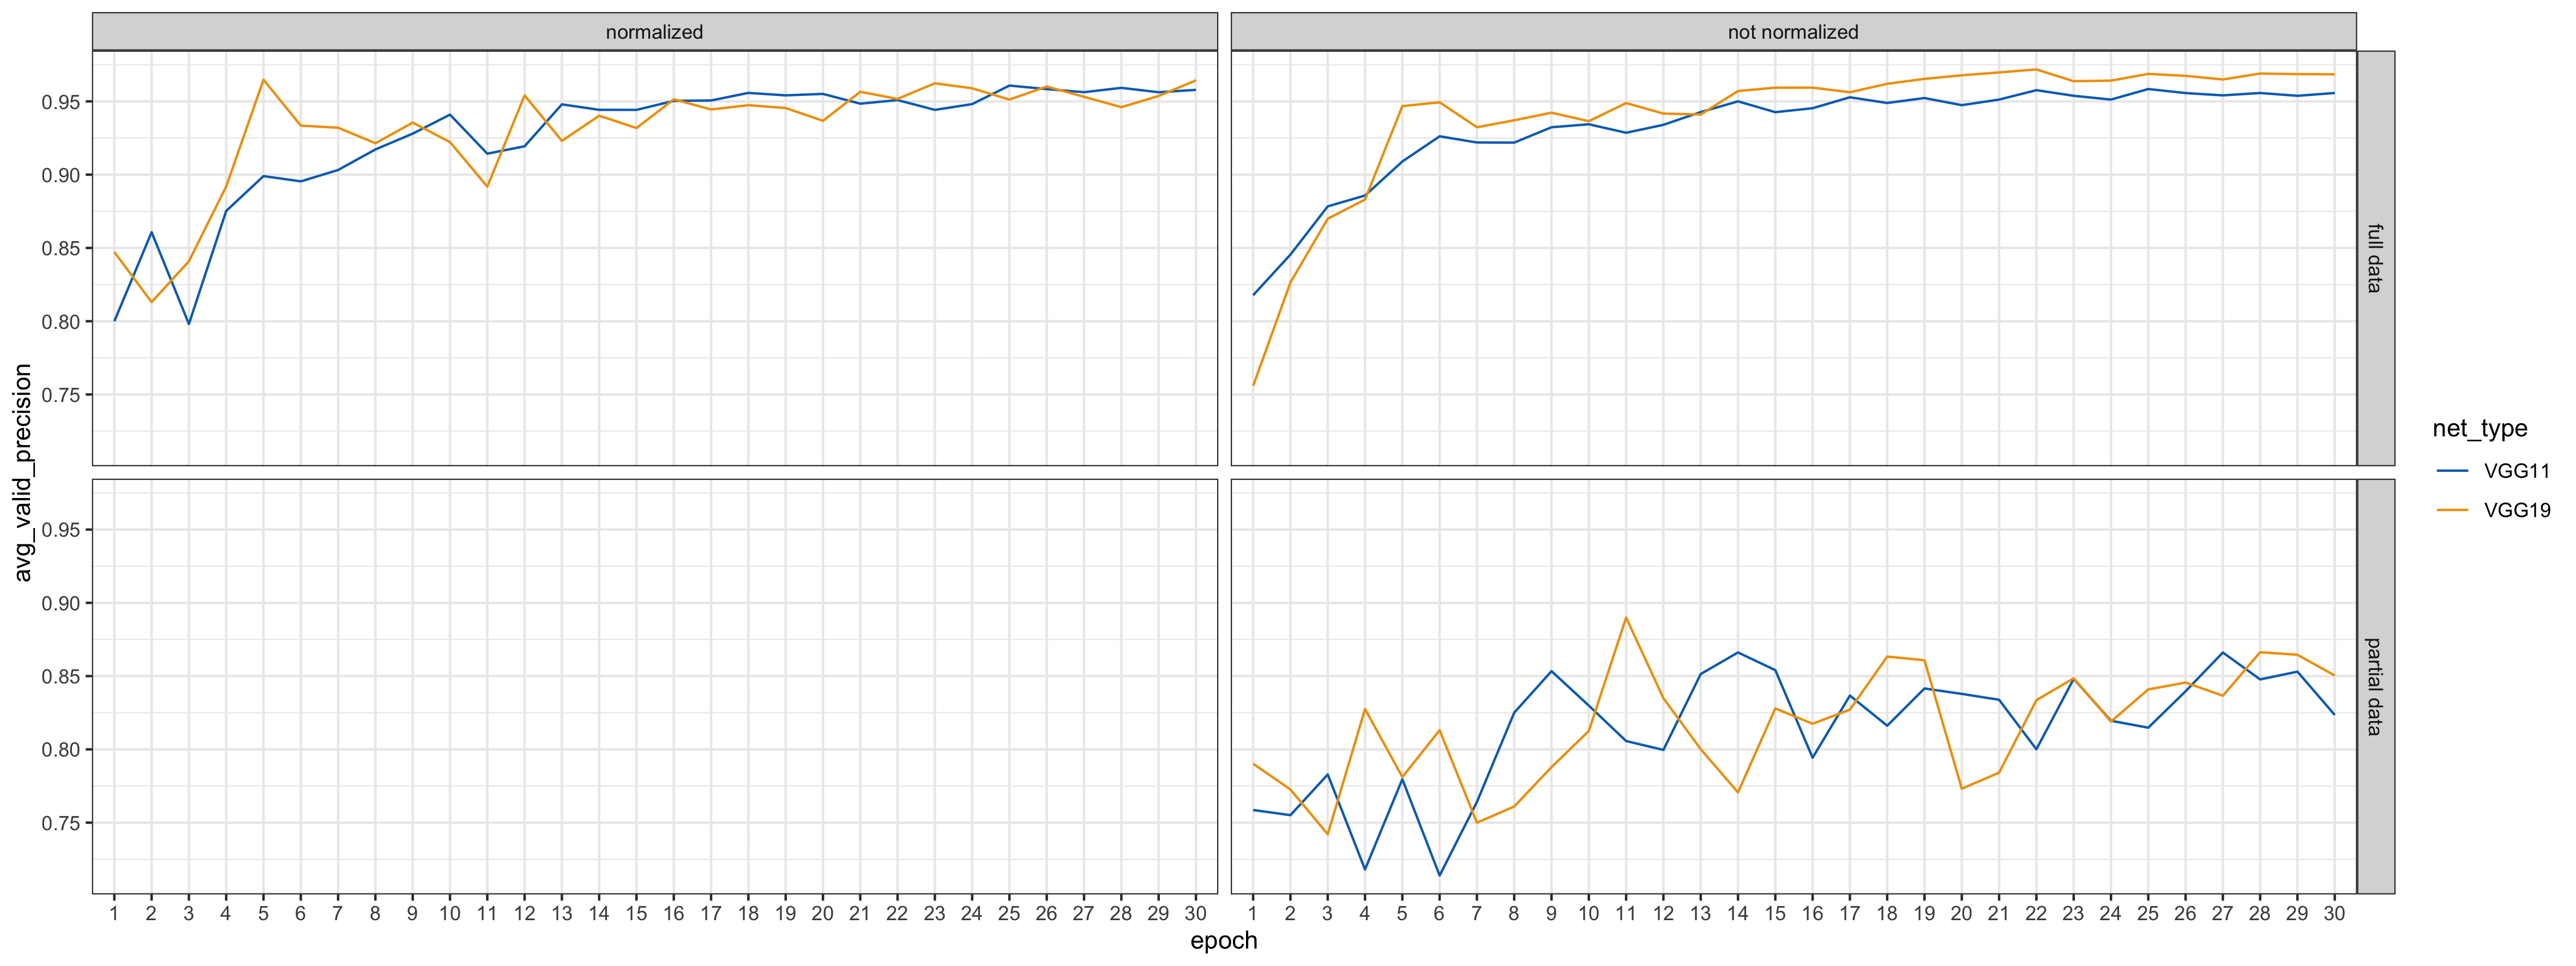 normalized
not normalized
0.95
0.90
0.85
0.80
0.75
full data
0.95
0.90
0.85
0.80
0.75
partial data
avg_valid_precision
1 2 3 4 5 6 7 8 9 10 11 12 13 14 15 16 17 18 19 20 21 22 23 24 25 26 27 28 29 30
1 2 3 4 5 6 7 8 9 10 11 12 13 14 15 16 17 18 19 20 21 22 23 24 25 26 27 28 29 30
epoch
net_type
VGG11
VGG19